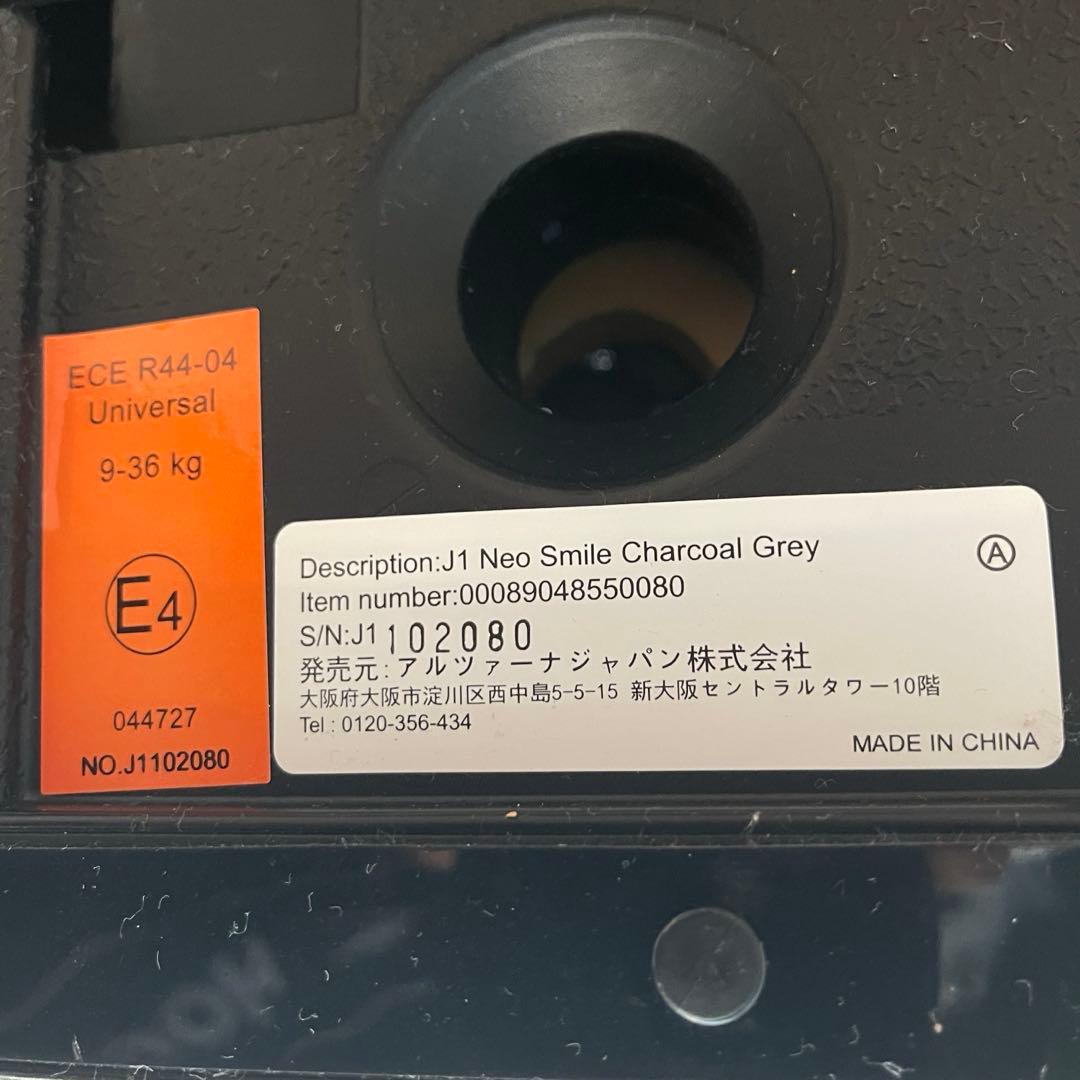 ECE R44-04
Universal
9-36 kg
E4
044727
NO.J1102080
Description:J1 Neo Smile Charcoal Grey
Ⓐ
Item number:00089048550080
S/N:J1102080
発売元:アルツァーナジャパン株式会社
大阪府大阪市淀川区西中島5-5-15 新大阪セントラルタワー10階
Tel : 0120-356-434
MADE IN CHINA